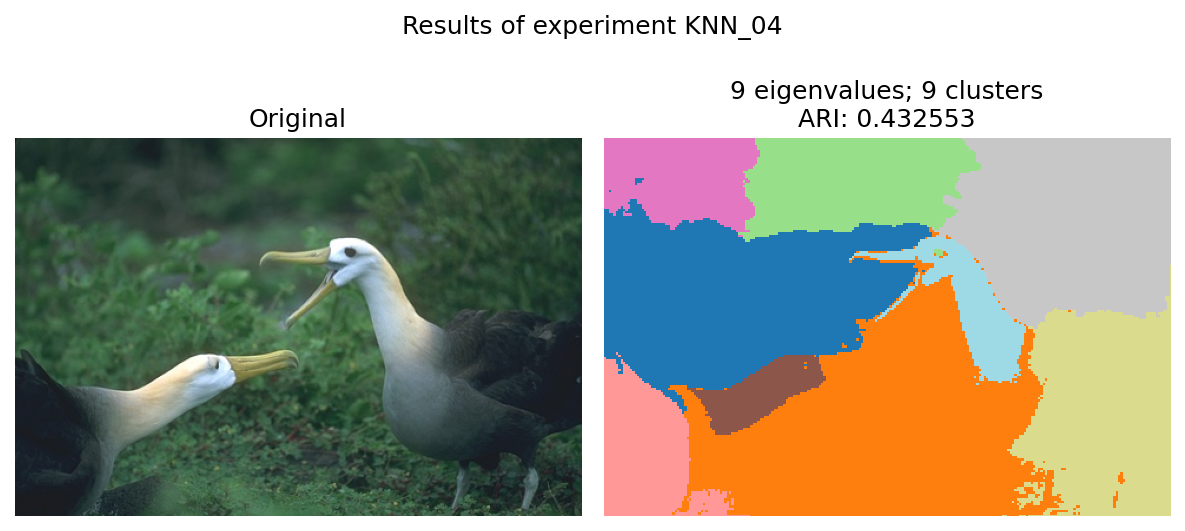 Results of experiment KNN_04
Original
9 eigenvalues; 9 clusters
ARI: 0.432553